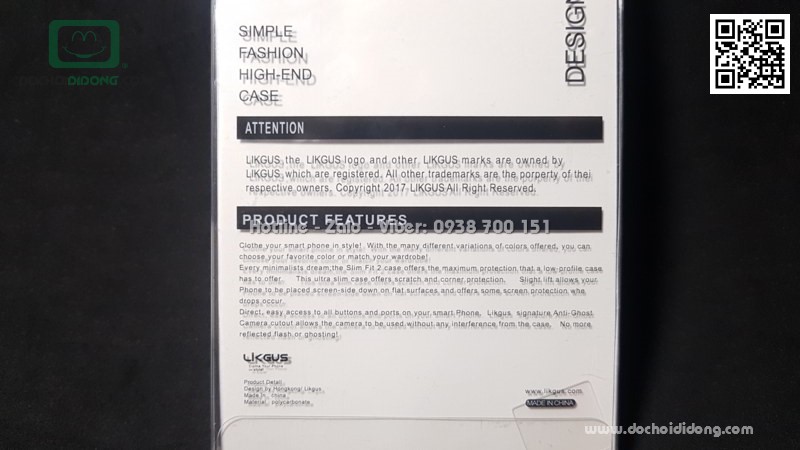 DESIGN
SIMPLE
FASHION
HIGH-END
CASE
DOCHOIDIDONG
ATTENTION
LIKGUS the LIKGUS logo and other LIKGUS marks are owned by
LIKGUS which are registered. All other trademarks are the porperty of thei
respective owners. Copyright 2017 LIKGUS All Right Reserved.
PRODUCT FEATURES
Hotline - Zalo - Viber: 0938 700 151
Clothe your smart phone in style! With the many different variations of colors offered, you can
choose your favorite color or match your wardrobe!
Every minimalists dream,the Slim Fit 2 case offers the maximum protection that a low-profile case
has to offer. This ultra slim case offers scratch and corner protection. Slight lift allows your
Phone to be placed screen-side down on flat surfaces and offers some screen protection whe
drops occur.
Direct, easy access to all buttons and ports on your smart Phone. Likgus signature Anti-Ghost
Camera cutout allows the camera to be used without any interference from the case. No more
reflected flash or ghosting!
LIKGUS
Product Detail
Design by Hongkong/ Likgus
Made in : China
Material : polycarbonate
www.likgus.com
MADE IN CHINA
www.dochoididong.com